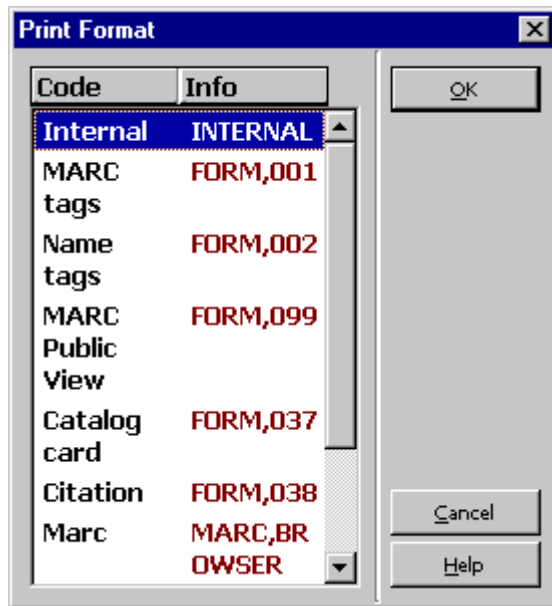 Print Format
Code Info
OK
Internal INTERNAL
MARC FORM,001
tags
Name FORM,002
tags
MARC FORM,099
Public
View
Catalog FORM,037
card
Citation FORM,038
Marc MARC,BR
OWSER
Cancel
Help